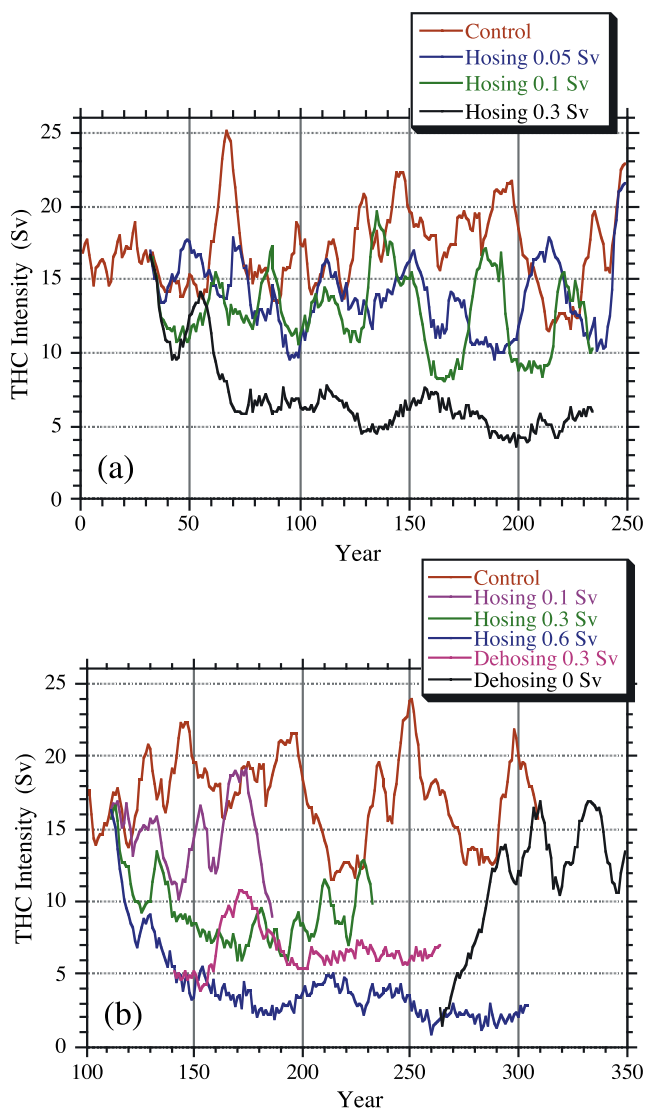 Control
Hosing 0.05 Sv
Hosing 0.1 Sv
Hosing 0.3 Sv
25
20
15
10
5
0
THC Intensity (Sv)
(a)
0 50 100 150 200 250
Year
Control
Hosing 0.1 Sv
Hosing 0.3 Sv
Hosing 0.6 Sv
Dehosing 0.3 Sv
Dehosing 0 Sv
25
20
15
10
5
0
THC Intensity (Sv)
(b)
100 150 200 250 300 350
Year